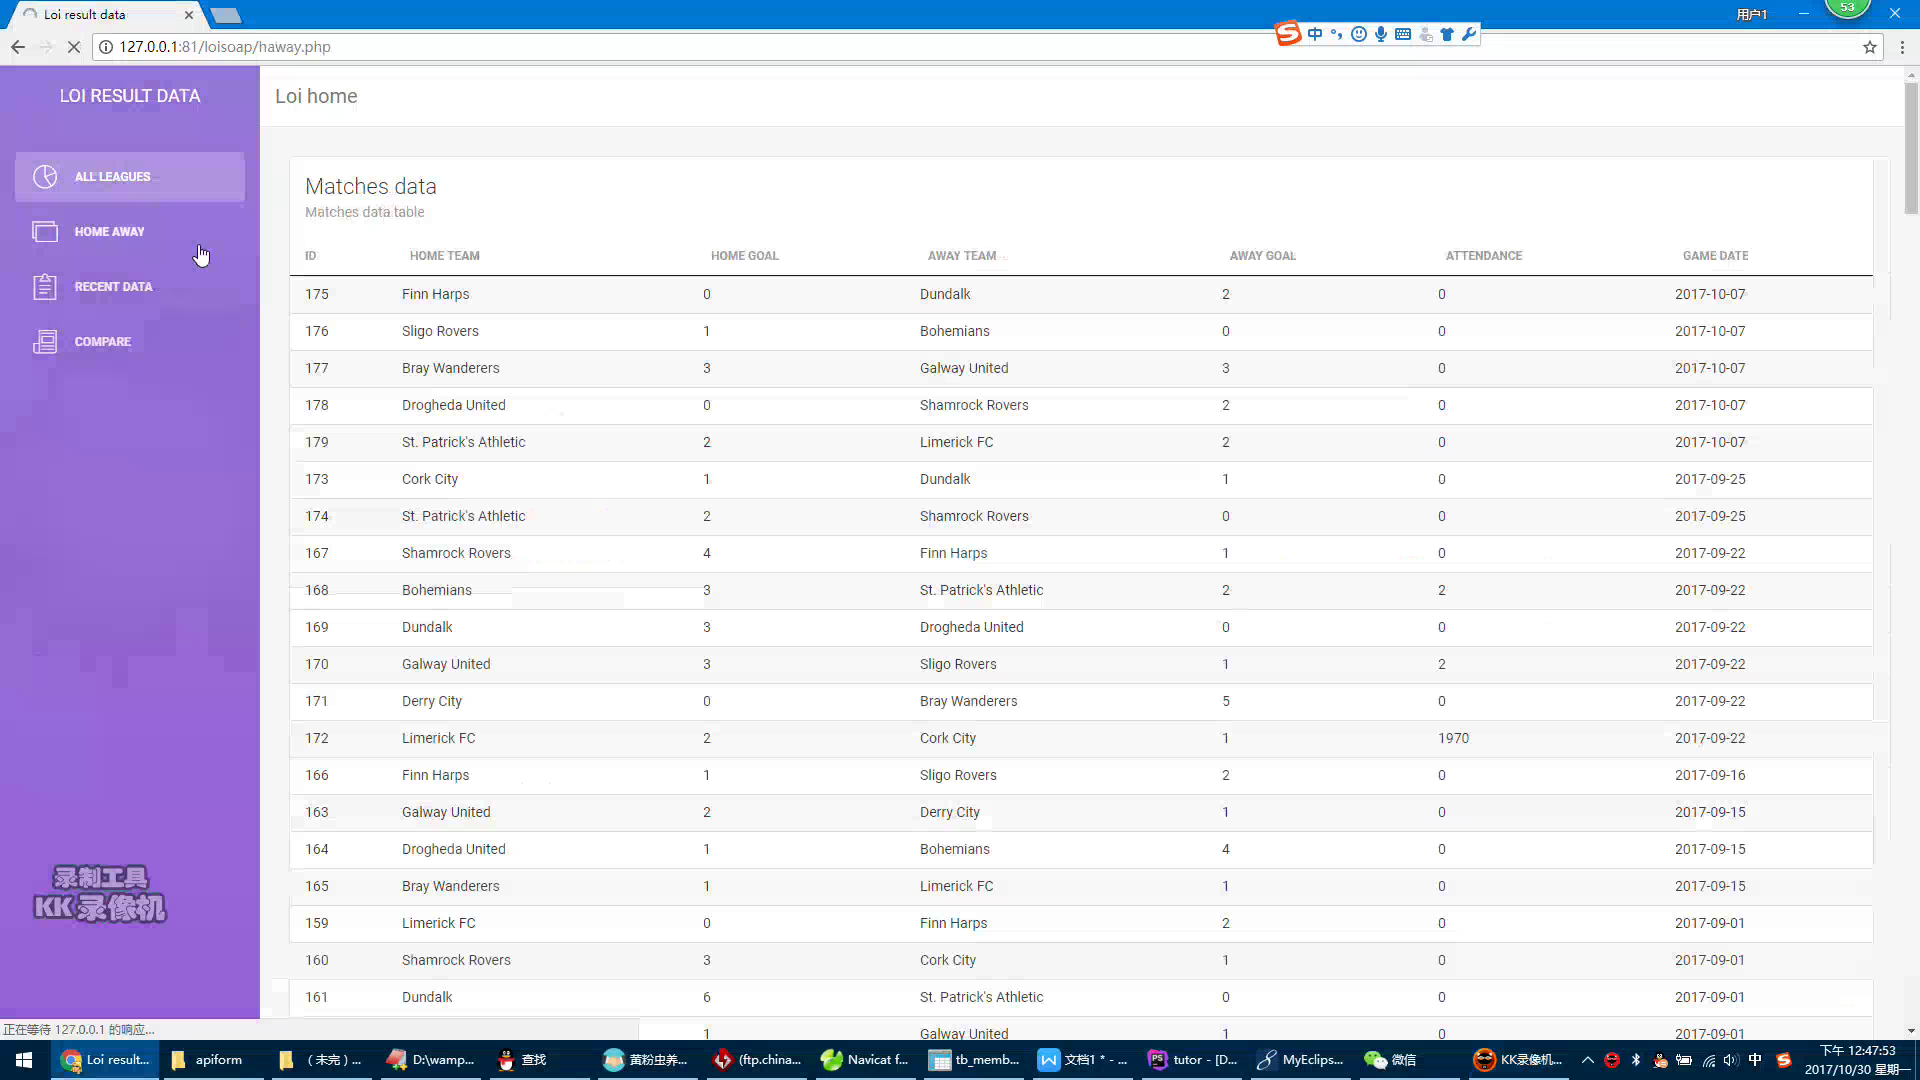 Loi result data
用户1
53
127.0.0.1:81/loisoap/haway.php
中
LOI RESULT DATA
Loi home
ALL LEAGUES
HOME AWAY
RECENT DATA
COMPARE
Matches data
Matches data table
ID HOME TEAM HOME GOAL AWAY TEAM AWAY GOAL ATTENDANCE GAME DATE
175 Finn Harps 0 Dundalk 2 0 2017-10-07
176 Sligo Rovers 1 Bohemians 0 0 2017-10-07
177 Bray Wanderers 3 Galway United 3 0 2017-10-07
178 Drogheda United 0 Shamrock Rovers 2 0 2017-10-07
179 St. Patrick's Athletic 2 Limerick FC 2 0 2017-10-07
173 Cork City 1 Dundalk 1 0 2017-09-25
174 St. Patrick's Athletic 2 Shamrock Rovers 0 0 2017-09-25
167 Shamrock Rovers 4 Finn Harps 1 0 2017-09-22
168 Bohemians 3 St. Patrick's Athletic 2 2 2017-09-22
169 Dundalk 3 Drogheda United 0 0 2017-09-22
170 Galway United 3 Sligo Rovers 1 2 2017-09-22
171 Derry City 0 Bray Wanderers 5 0 2017-09-22
172 Limerick FC 2 Cork City 1 1970 2017-09-22
166 Finn Harps 1 Sligo Rovers 2 0 2017-09-16
163 Galway United 2 Derry City 1 0 2017-09-15
164 Drogheda United 1 Bohemians 4 0 2017-09-15
165 Bray Wanderers 1 Limerick FC 1 0 2017-09-15
159 Limerick FC 0 Finn Harps 2 0 2017-09-01
160 Shamrock Rovers 3 Cork City 1 0 2017-09-01
161 Dundalk 6 St. Patrick's Athletic 0 0 2017-09-01
1 Galway United 1 0 2017-09-01
录制工具
KK 录像机
正在等待 127.0.0.1 的响应...
Loi result...
apiform
（未完）...
D:\wamp...
查找
黄粉虫养...
(ftp.china...
Navicat f...
tb_memb...
文档1 * - ...
tutor - [D...
MyEclips...
微信
KK录像机...
中
下午 12:47:53
2017/10/30 星期一